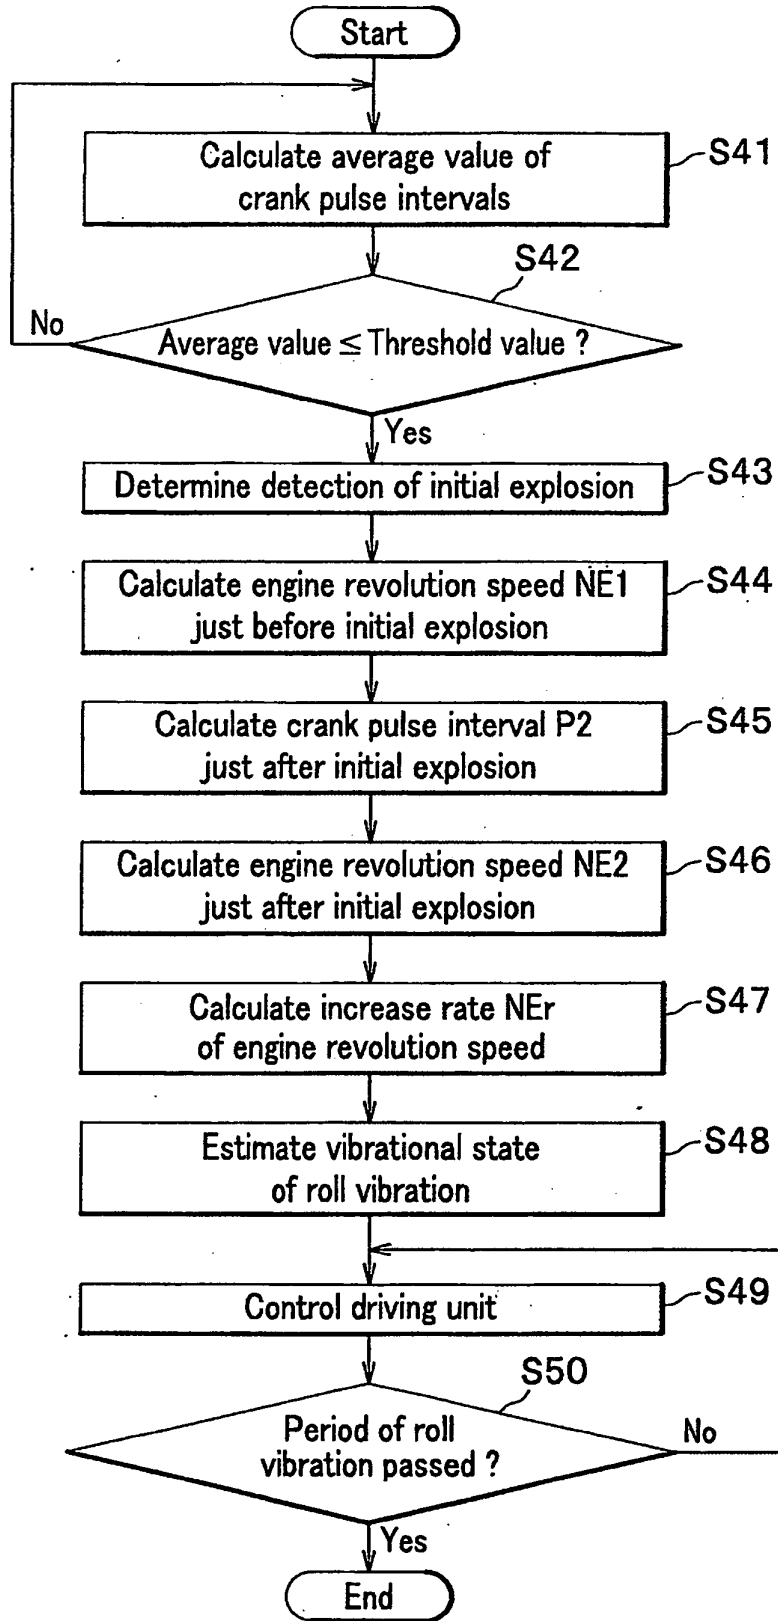 Start
Calculate average value of
crank pulse intervals
S41
S42
No
Average value ≤ Threshold value ?
Yes
Determine detection of initial explosion
S43
Calculate engine revolution speed NE1
just before initial explosion
S44
Calculate crank pulse interval P2
just after initial explosion
S45
Calculate engine revolution speed NE2
just after initial explosion
S46
Calculate increase rate NEr
of engine revolution speed
S47
Estimate vibrational state
of roll vibration
S48
Control driving unit
S49
S50
Period of roll
vibration passed ?
No
Yes
End